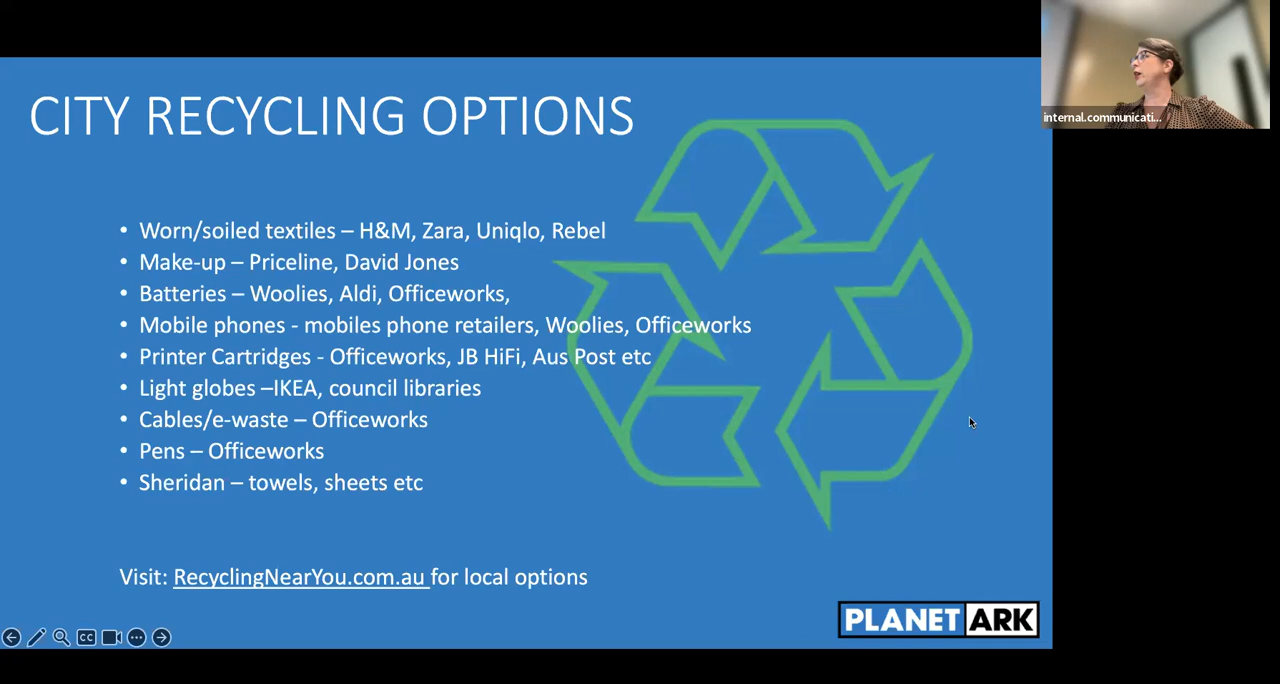 CITY RECYCLING OPTIONS
internal.communicati...
• Worn/soiled textiles – H&M, Zara, Uniqlo, Rebel
• Make-up – Priceline, David Jones
• Batteries – Woolies, Aldi, Officeworks,
• Mobile phones - mobiles phone retailers, Woolies, Officeworks
• Printer Cartridges - Officeworks, JB HiFi, Aus Post etc
• Light globes –IKEA, council libraries
• Cables/e-waste – Officeworks
• Pens – Officeworks
• Sheridan – towels, sheets etc
Visit: RecyclingNearYou.com.au for local options
PLANET ARK
CC